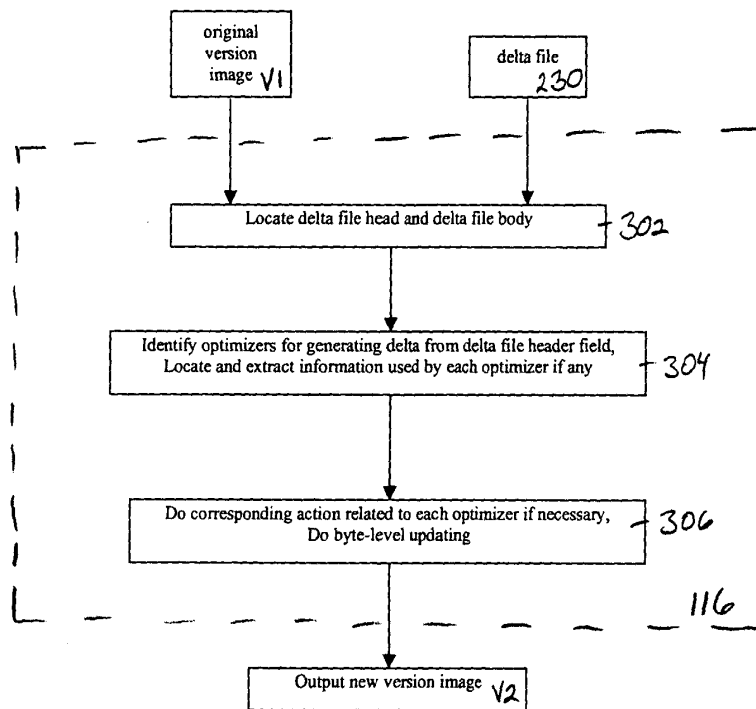 original
version
image V1
delta file
230
Locate delta file head and delta file body
302
Identify optimizers for generating delta from delta file header field,
Locate and extract information used by each optimizer if any
304
Do corresponding action related to each optimizer if necessary,
Do byte-level updating
306
116
Output new version image V2